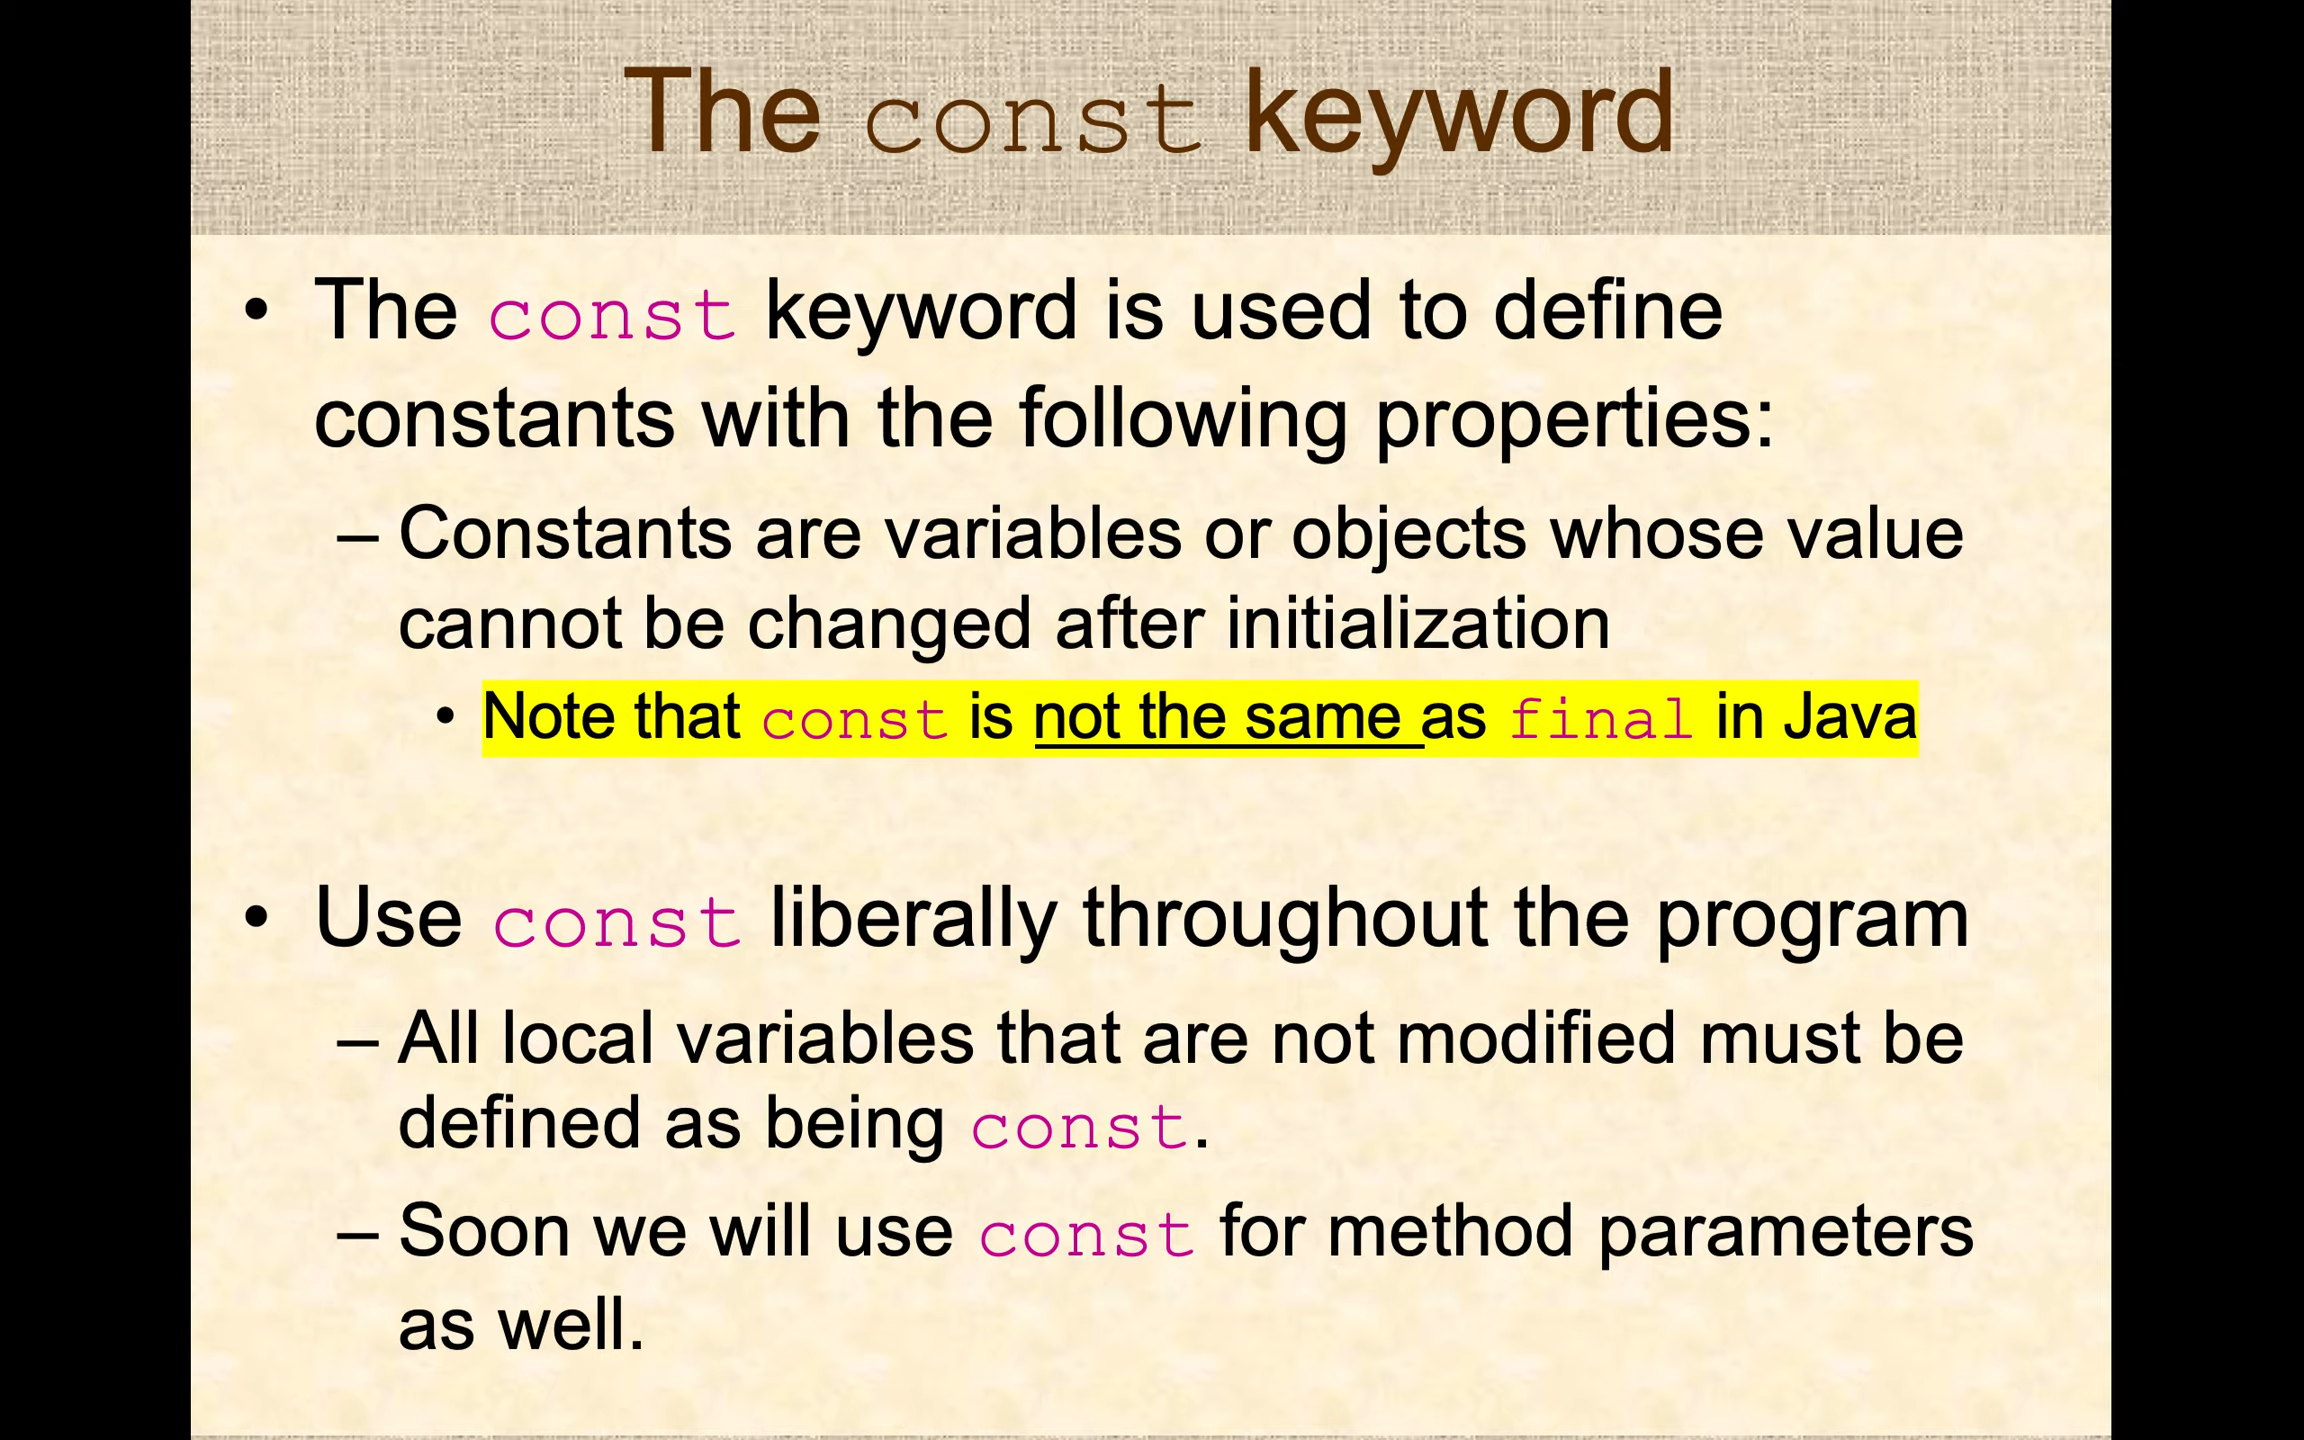 The const keyword
• The const keyword is used to define
constants with the following properties:
– Constants are variables or objects whose value
cannot be changed after initialization
• Note that const is not the same as final in Java
• Use const liberally throughout the program
– All local variables that are not modified must be
defined as being const.
– Soon we will use const for method parameters
as well.